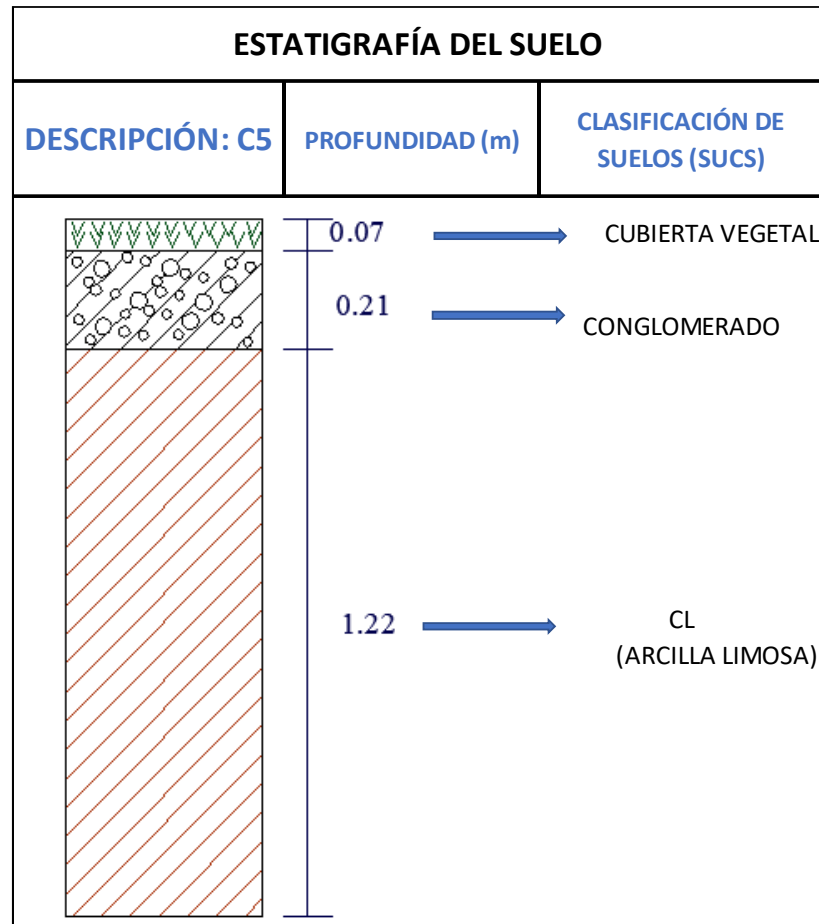 ESTATIGRAFÍA DEL SUELO
DESCRIPCIÓN: C5
PROFUNDIDAD (m)
CLASIFICACIÓN DE
SUELOS (SUCS)
0.07
CUBIERTA VEGETAL
0.21
CONGLOMERADO
1.22
CL
(ARCILLA LIMOSA)